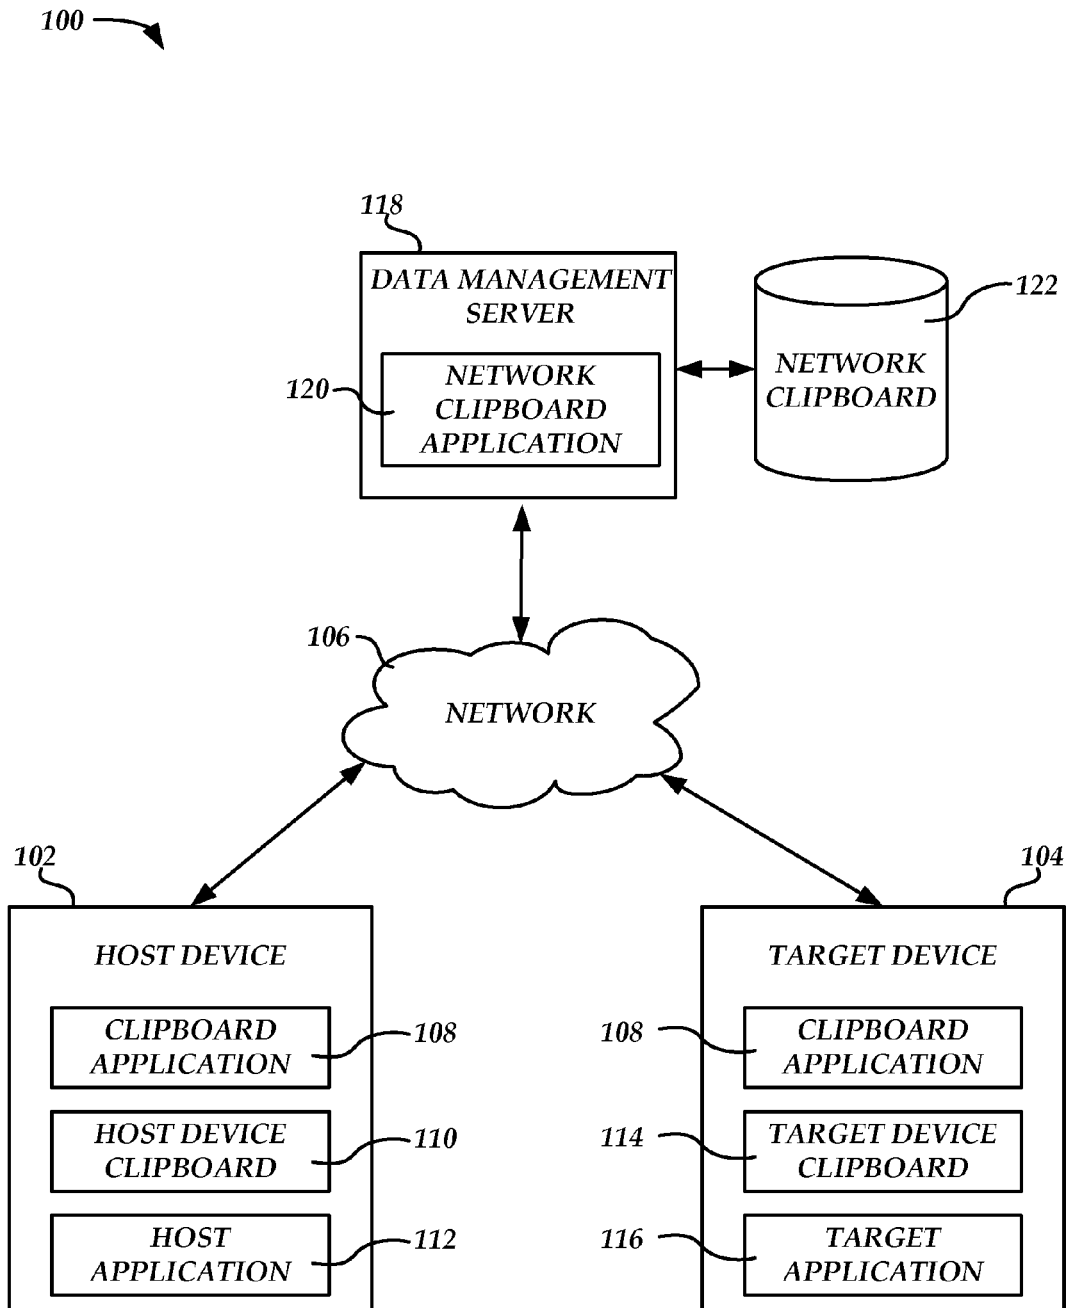 100
118
DATA MANAGEMENT
SERVER
122
NETWORK
CLIPBOARD
120
NETWORK
CLIPBOARD
APPLICATION
106
NETWORK
102
104
HOST DEVICE
CLIPBOARD
APPLICATION
108
HOST DEVICE
CLIPBOARD
110
HOST
APPLICATION
112
TARGET DEVICE
108
CLIPBOARD
APPLICATION
114
TARGET DEVICE
CLIPBOARD
116
TARGET
APPLICATION